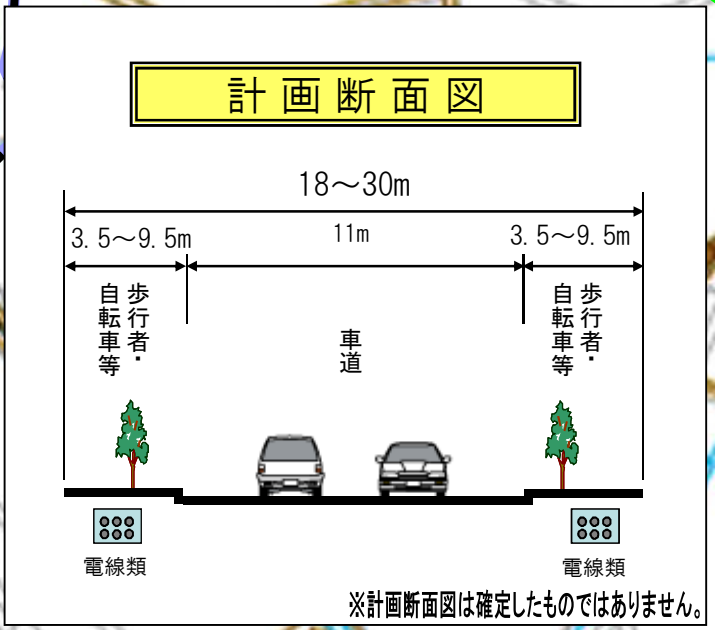 計画断面図
18～30m
3.5～9.5m
11m
3.5～9.5m
歩行者・
自転車等
車道
歩行者・
自転車等
電線類
電線類
※計画断面図は確定したものではありません。